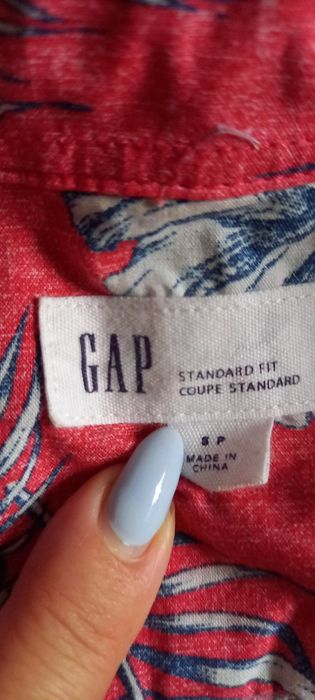 GAP
STANDARD FIT
COUPE STANDARD
S P
MADE IN
CHINA